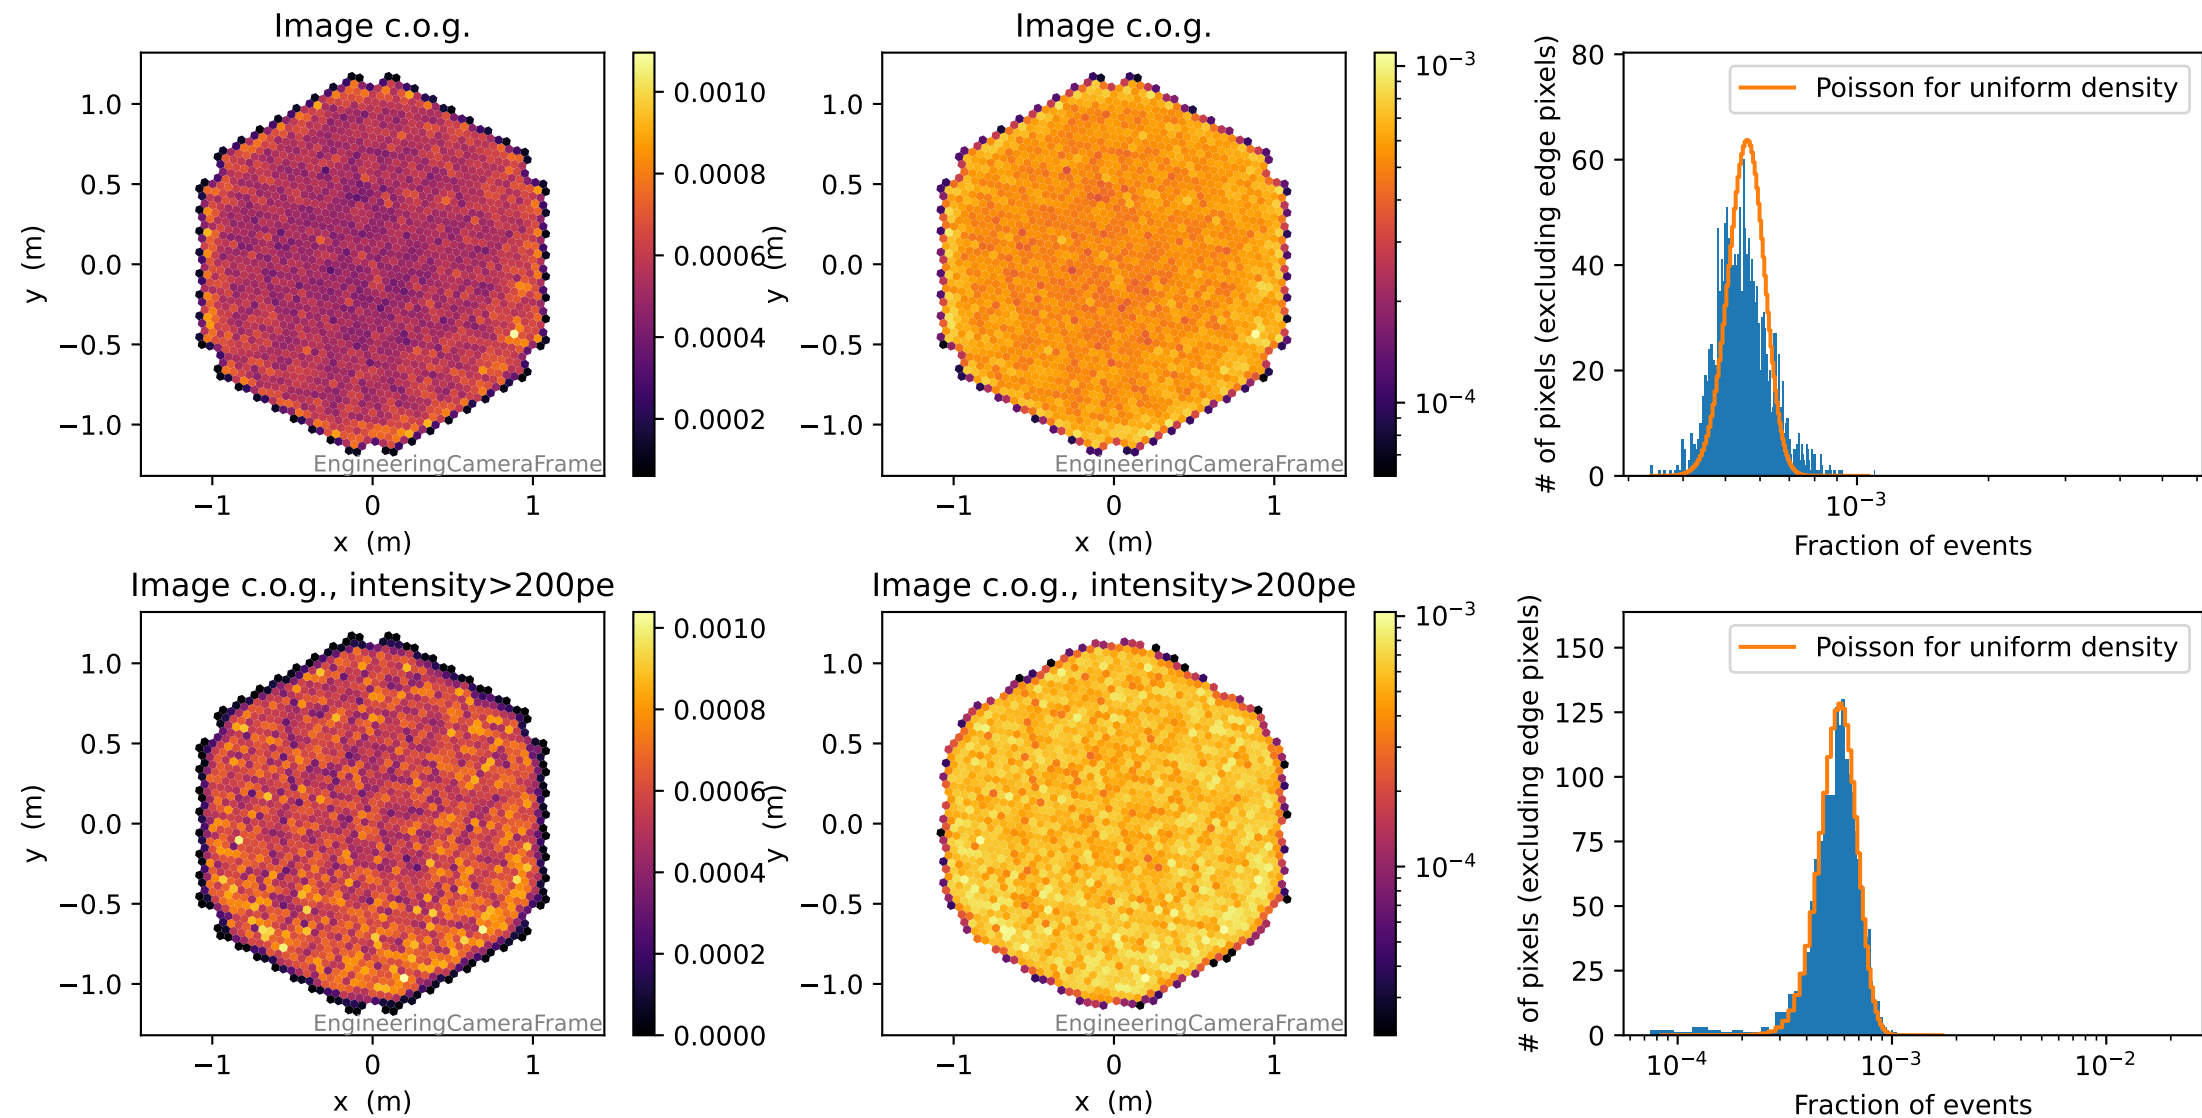 Image c.o.g.
1.0
0.5
0.0
−0.5
−1.0
y (m)
−1
0
1
x (m)
EngineeringCameraFrame
0.0010
0.0008
0.0006
0.0004
0.0002
Image c.o.g.
1.0
0.5
0.0
−0.5
−1.0
y (m)
−1
0
1
x (m)
EngineeringCameraFrame
10⁻³
10⁻⁴
# of pixels (excluding edge pixels)
80
60
40
20
0
Poisson for uniform density
10⁻³
Fraction of events
Image c.o.g., intensity>200pe
1.0
0.5
0.0
−0.5
−1.0
y (m)
−1
0
1
x (m)
EngineeringCameraFrame
0.0010
0.0008
0.0006
0.0004
0.0002
0.0000
Image c.o.g., intensity>200pe
1.0
0.5
0.0
−0.5
−1.0
y (m)
−1
0
1
x (m)
EngineeringCameraFrame
10⁻³
10⁻⁴
# of pixels (excluding edge pixels)
150
125
100
75
50
25
0
Poisson for uniform density
10⁻⁴
10⁻³
10⁻²
Fraction of events